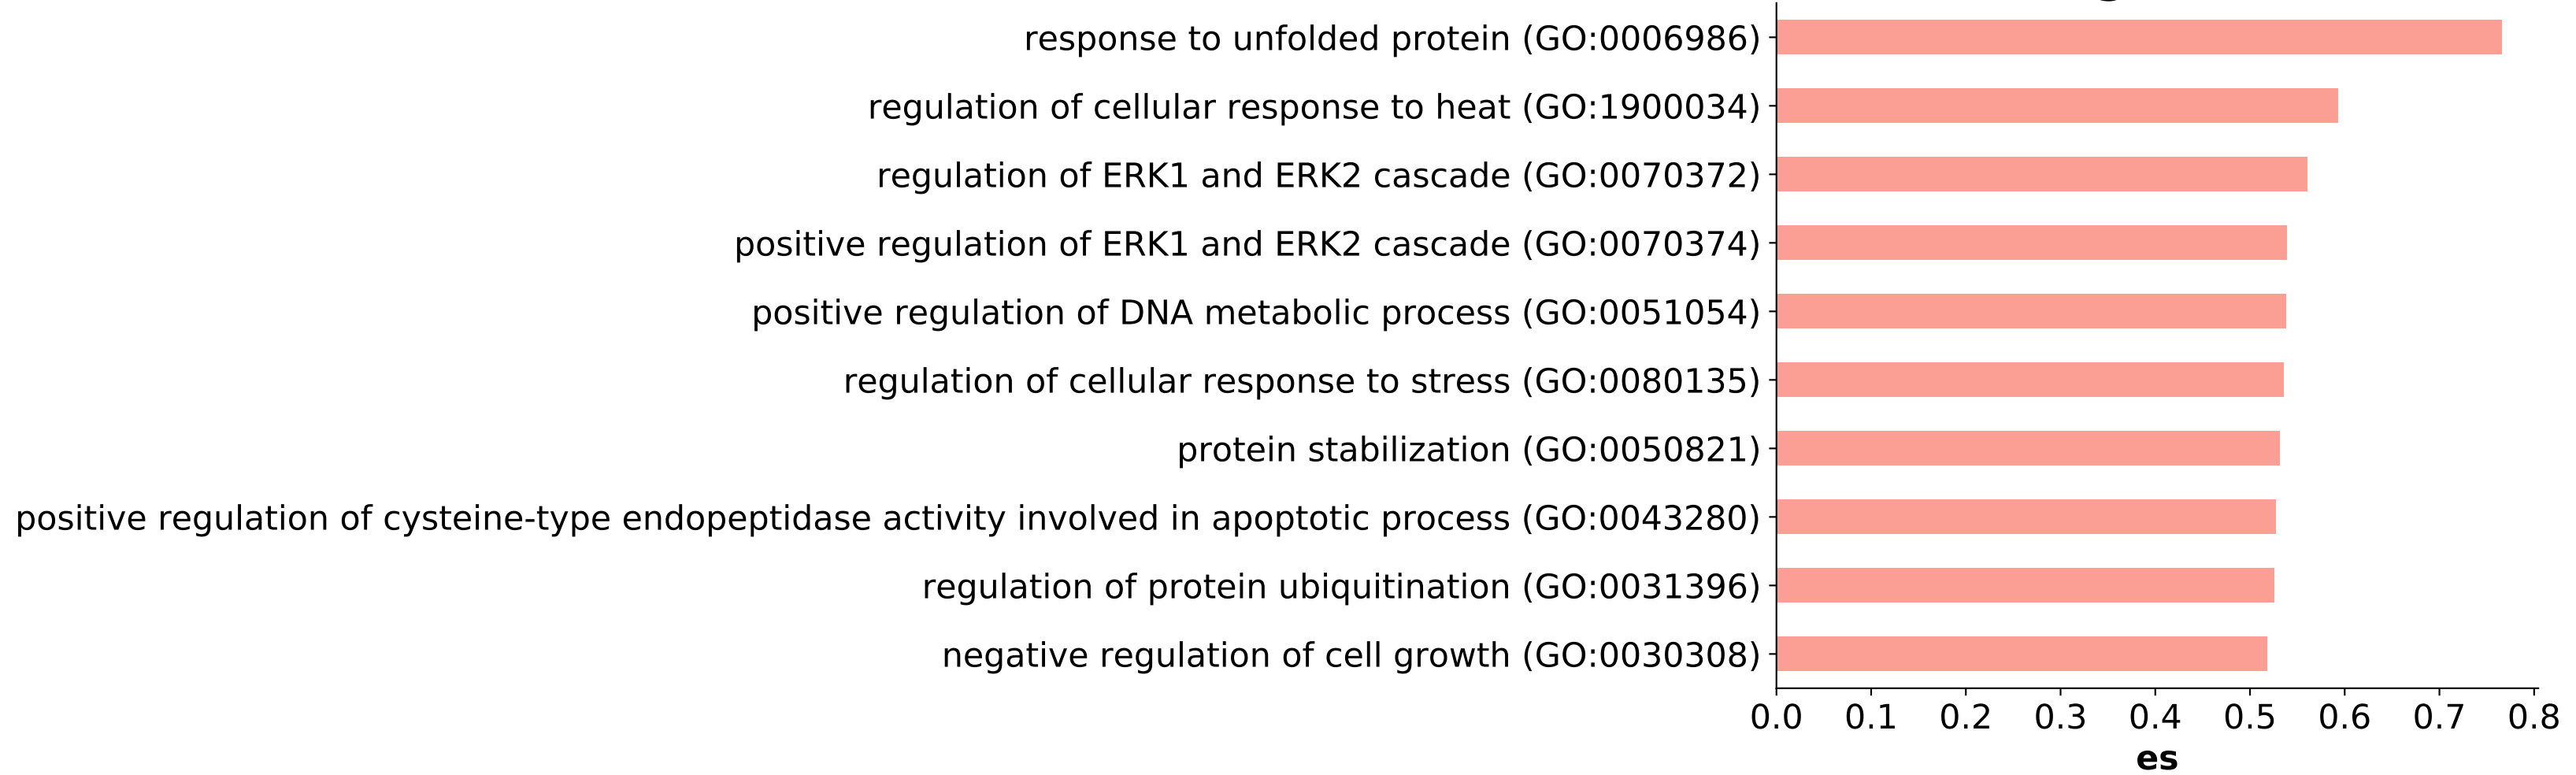 response to unfolded protein (GO:0006986)
regulation of cellular response to heat (GO:1900034)
regulation of ERK1 and ERK2 cascade (GO:0070372)
positive regulation of ERK1 and ERK2 cascade (GO:0070374)
positive regulation of DNA metabolic process (GO:0051054)
regulation of cellular response to stress (GO:0080135)
protein stabilization (GO:0050821)
positive regulation of cysteine-type endopeptidase activity involved in apoptotic process (GO:0043280)
regulation of protein ubiquitination (GO:0031396)
negative regulation of cell growth (GO:0030308)
0.0 0.1 0.2 0.3 0.4 0.5 0.6 0.7 0.8
es